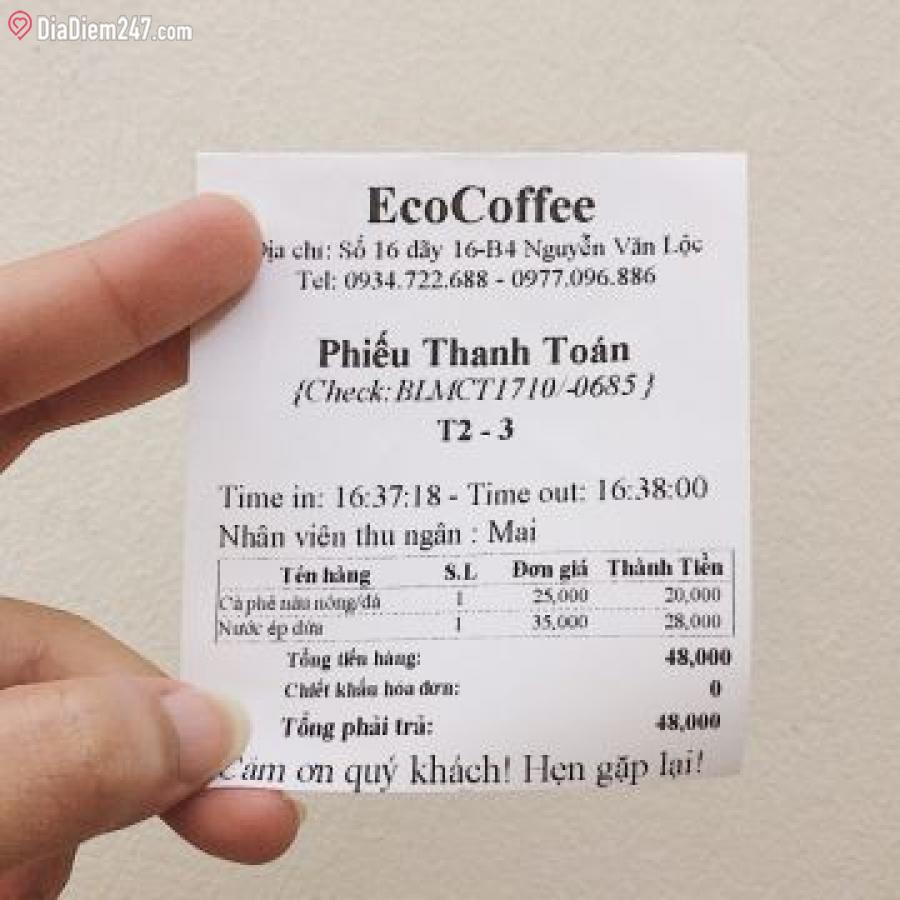 DiaDiem247.com
EcoCoffee
Địa chỉ: Số 16 dãy 16-B4 Nguyễn Văn Lộc
Tel: 0934.722.688 - 0977.096.886
Phiếu Thanh Toán
{Check: BLMCT1710/-0685 }
T2 - 3
Time in: 16:37:18 - Time out: 16:38:00
Nhân viên thu ngân : Mai
Tên hàng S.L Đơn giá Thành Tiền
Cà phê nâu nóng/đá 1 25,000 20,000
Nước ép dứa 1 35,000 28,000
Tổng tiền hàng: 48,000
Chiết khấu hóa đơn: 0
Tổng phải trả: 48,000
Cảm ơn quý khách! Hẹn gặp lại!